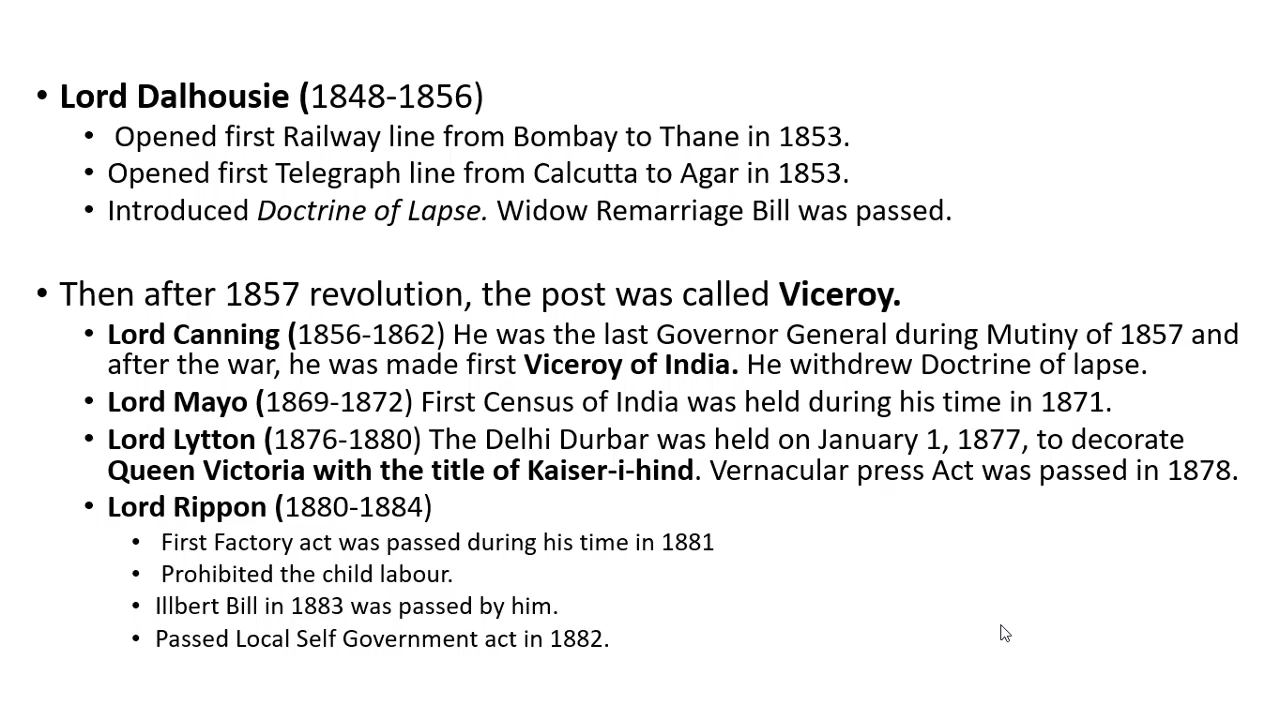 • Lord Dalhousie (1848-1856)
• Opened first Railway line from Bombay to Thane in 1853.
• Opened first Telegraph line from Calcutta to Agar in 1853.
• Introduced Doctrine of Lapse. Widow Remarriage Bill was passed.
• Then after 1857 revolution, the post was called Viceroy.
• Lord Canning (1856-1862) He was the last Governor General during Mutiny of 1857 and
after the war, he was made first Viceroy of India. He withdrew Doctrine of lapse.
• Lord Mayo (1869-1872) First Census of India was held during his time in 1871.
• Lord Lytton (1876-1880) The Delhi Durbar was held on January 1, 1877, to decorate
Queen Victoria with the title of Kaiser-i-hind. Vernacular press Act was passed in 1878.
• Lord Rippon (1880-1884)
• First Factory act was passed during his time in 1881
• Prohibited the child labour.
• Illbert Bill in 1883 was passed by him.
• Passed Local Self Government act in 1882.